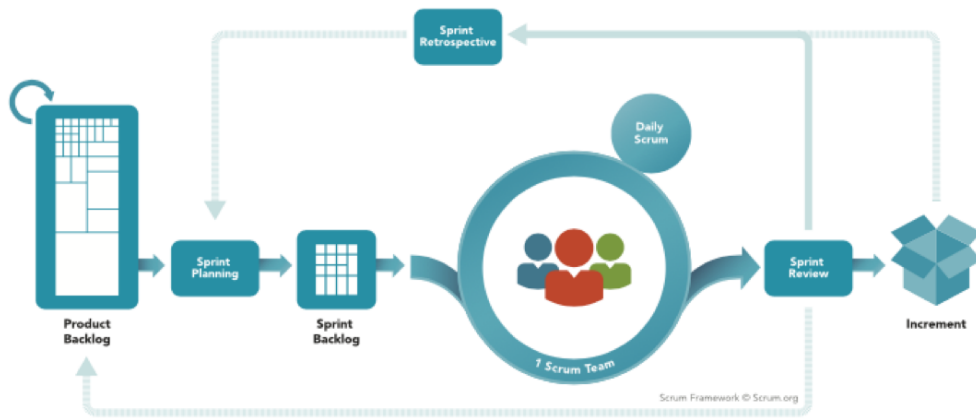 Sprint
Retrospective
Daily
Scrum
Sprint
Planning
Sprint
Review
Product
Backlog
Sprint
Backlog
1 Scrum Team
Increment
Scrum Framework © Scrum.org